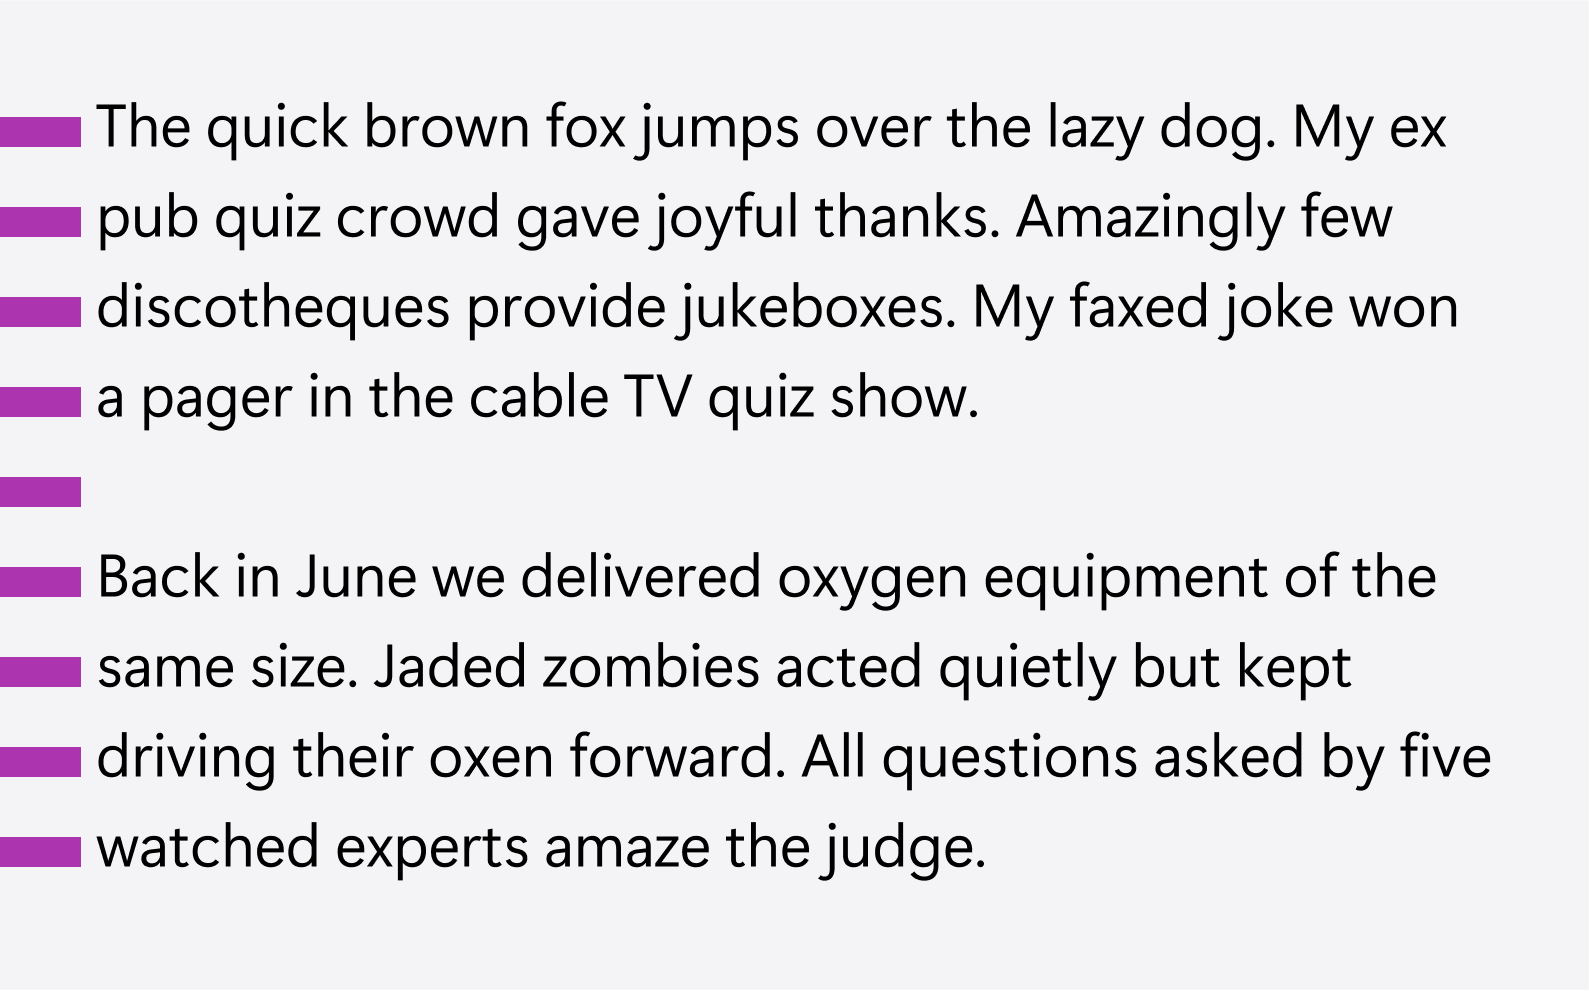 The quick brown fox jumps over the lazy dog. My ex
pub quiz crowd gave joyful thanks. Amazingly few
discotheques provide jukeboxes. My faxed joke won
a pager in the cable TV quiz show.
Back in June we delivered oxygen equipment of the
same size. Jaded zombies acted quietly but kept
driving their oxen forward. All questions asked by five
watched experts amaze the judge.